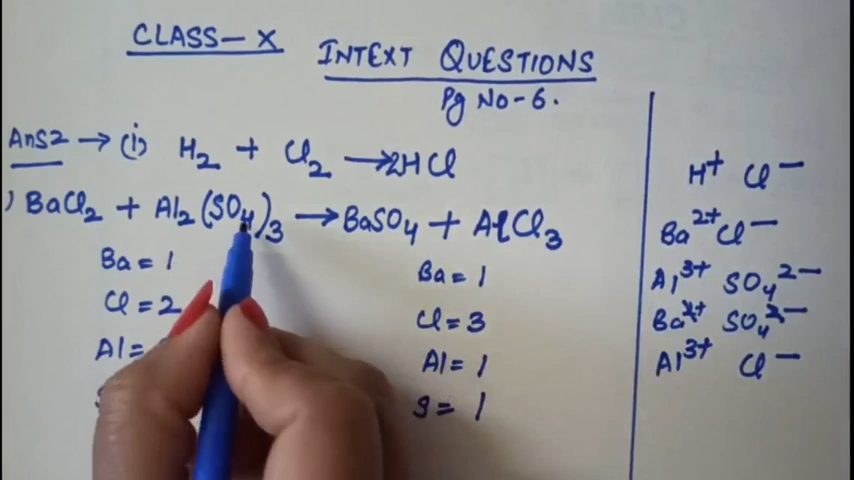 CLASS-X
INTEXT QUESTIONS
Pg No-6.
Ans2 → (i) H₂ + Cl₂ → 2HCl
) BaCl₂ + Al₂(SO₄)₃ → BaSO₄ + AlCl₃
Ba = 1
Cl = 2
Al =
Ba = 1
Cl = 3
Al = 1
S = 1
H⁺ Cl⁻
Ba²⁺ Cl⁻
Al³⁺ SO₄²⁻
Ba²⁺ SO₄²⁻
Al³⁺ Cl⁻